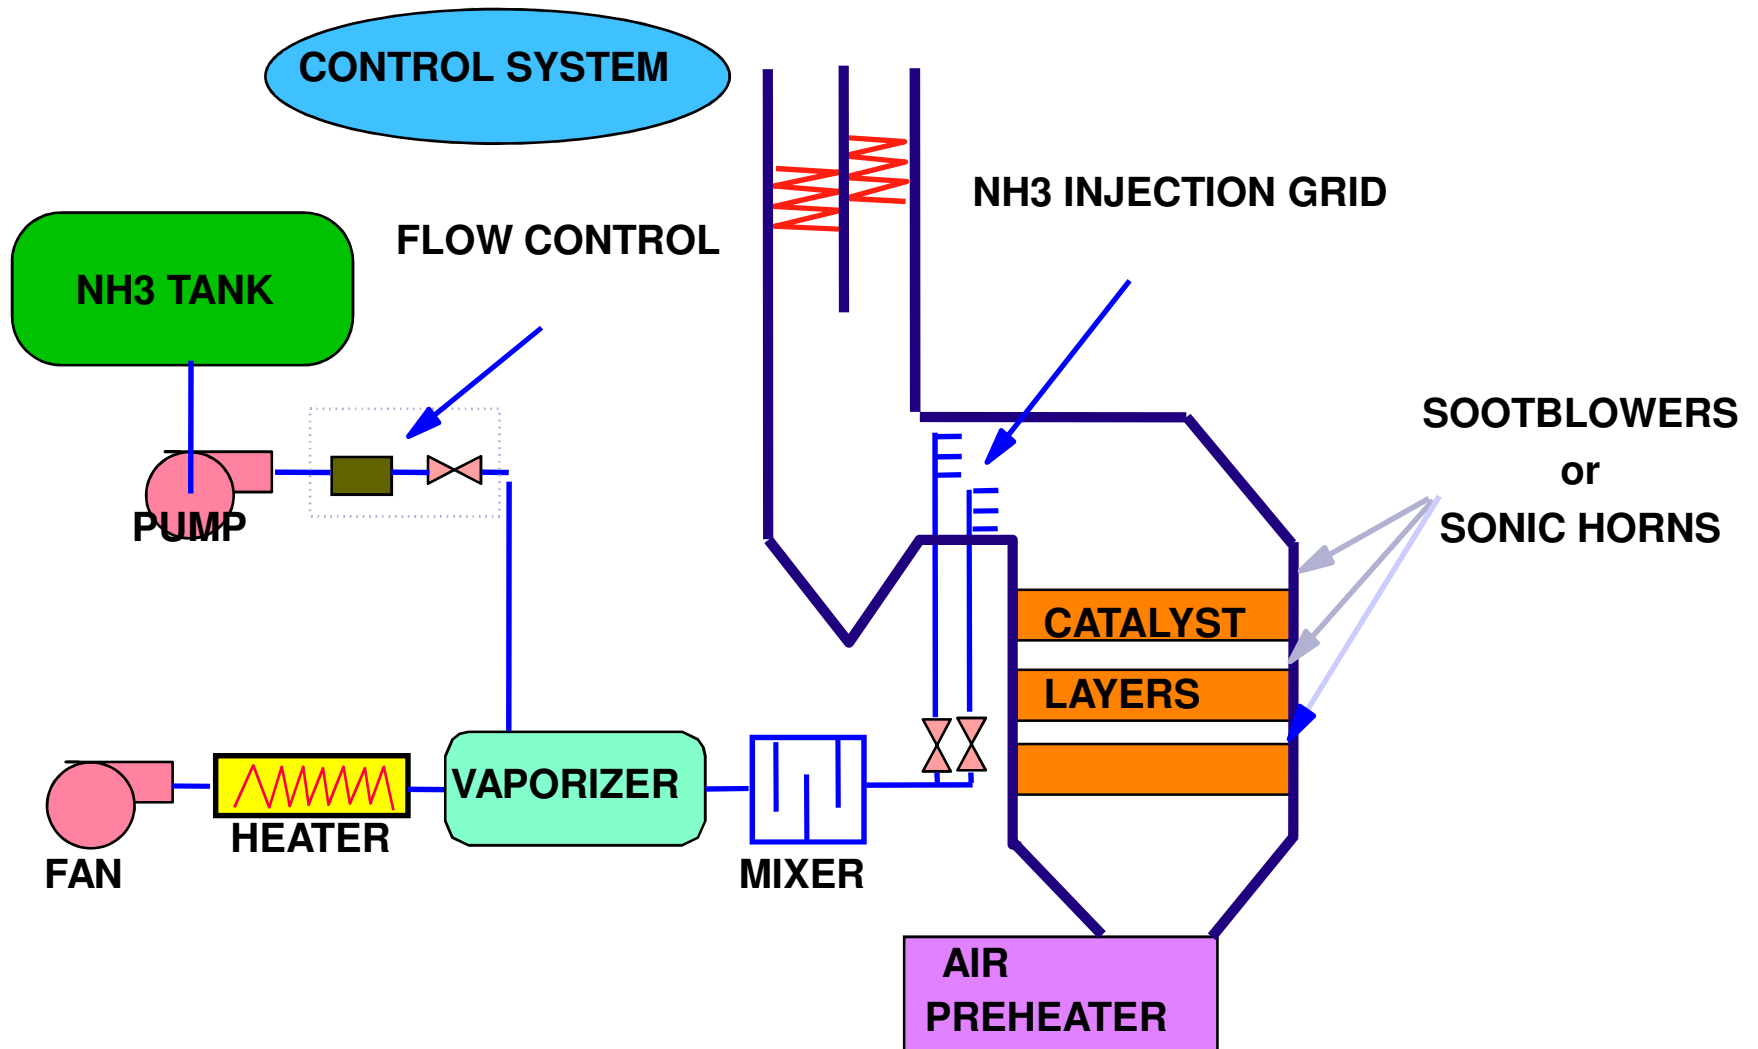 CONTROL SYSTEM
NH3 INJECTION GRID
FLOW CONTROL
NH3 TANK
SOOTBLOWERS
or
SONIC HORNS
PUMP
CATALYST
LAYERS
VAPORIZER
HEATER
FAN
MIXER
AIR
PREHEATER